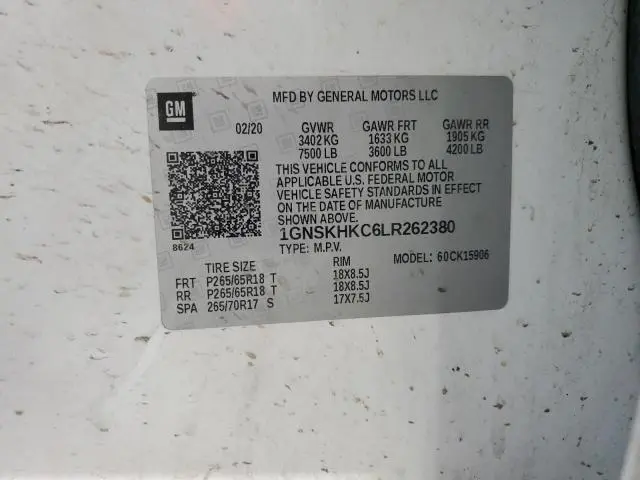 GM
MFD BY GENERAL MOTORS LLC
02/20 GVWR GAWR FRT GAWR RR
3402 KG 1633 KG 1905 KG
7500 LB 3600 LB 4200 LB
THIS VEHICLE CONFORMS TO ALL
APPLICABLE U.S. FEDERAL MOTOR
VEHICLE SAFETY STANDARDS IN EFFECT
ON THE DATE OF MANUFACTURE
SHOWN ABOVE.
1GNSKHKC6LR262380
8624
TYPE: M.P.V.
MODEL: 60CK15906
TIRE SIZE RIM
FRT P265/65R18 T 18X8.5J
RR P265/65R18 T 18X8.5J
SPA 265/70R17 S 17X7.5J